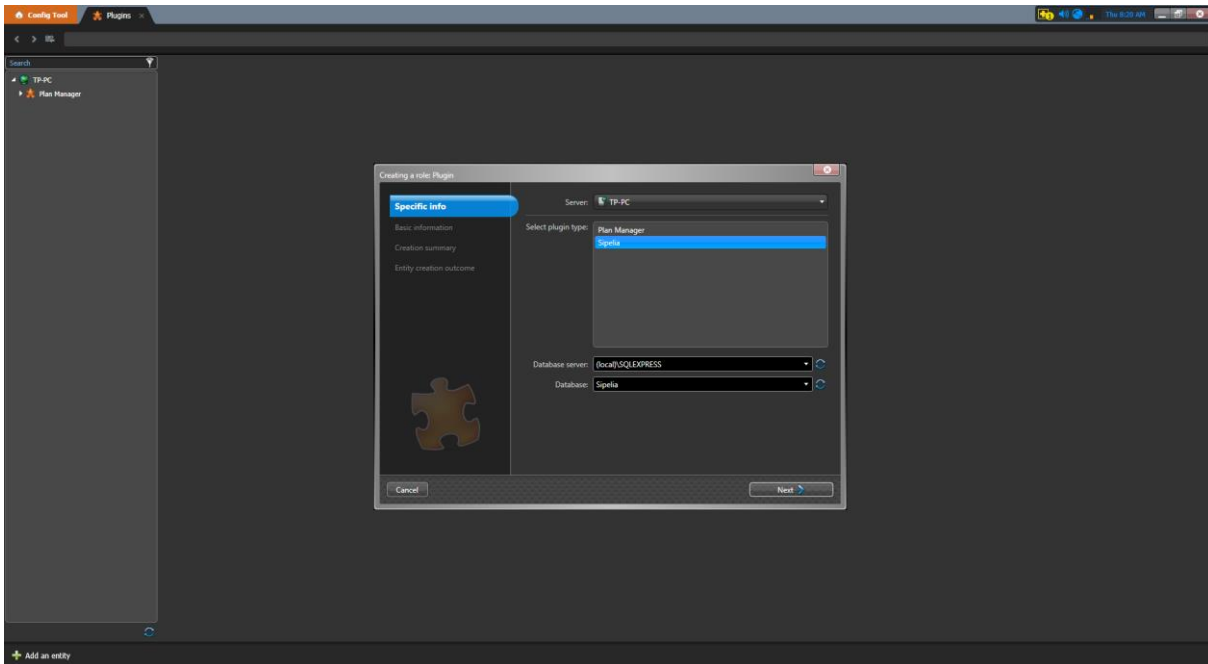 Config Tool
Plugins
Thu 8:20 AM
Search
TP-PC
Plan Manager
Creating a role: Plugin
Specific info
Basic information
Creation summary
Entity creation outcome
Server: TP-PC
Select plugin type: Plan Manager
Sipelia
Database server: (local)\SQLEXPRESS
Database: Sipelia
Cancel
Next
Add an entity